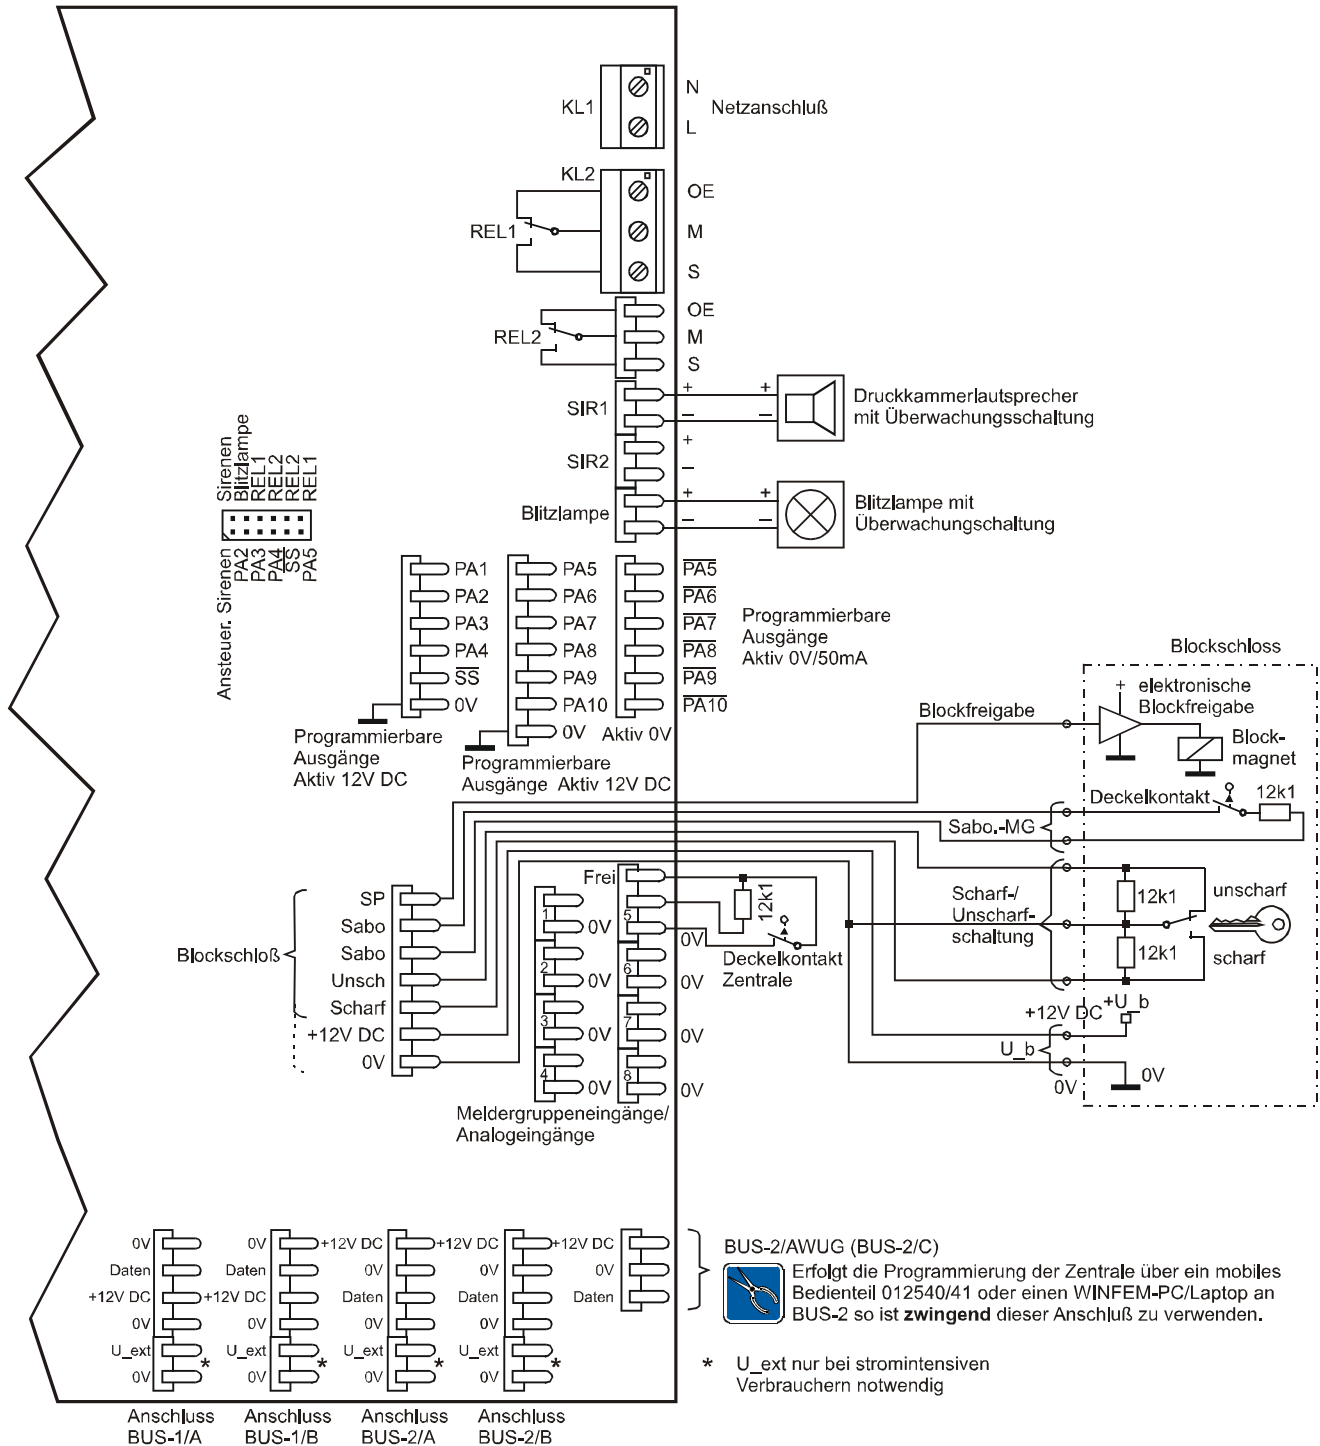 KL1
N
L
Netzanschluß
KL2
OE
M
S
REL1
OE
M
S
REL2
SIR1
+ +
– –
Druckkammerlautsprecher
mit Überwachungsschaltung
SIR2
+
–
Blitzlampe
+ +
– –
Blitzlampe mit
Überwachungschaltung
Sirenen
Blitzlampe
REL1
REL2
REL2
REL1
Ansteuer. Sirenen
PA2
PA3
PA4
S̅S̅
PA5
PA1
PA2
PA3
PA4
S̅S̅
0V
Programmierbare
Ausgänge
Aktiv 12V DC
PA5
PA6
PA7
PA8
PA9
PA10
0V
Programmierbare
Ausgänge Aktiv 12V DC
P̅A̅5̅
P̅A̅6̅
P̅A̅7̅
P̅A̅8̅
P̅A̅9̅
P̅A̅1̅0̅
Aktiv 0V
Programmierbare
Ausgänge
Aktiv 0V/50mA
Blockschloss
Blockfreigabe
+ elektronische
Blockfreigabe
Block-
magnet
Deckelkontakt
12k1
Sabo.-MG
Scharf-/
Unscharf-
schaltung
12k1
12k1
unscharf
scharf
+12V DC
+U_b
U_b
0V
0V
Blockschloß
SP
Sabo
Sabo
Unsch
Scharf
+12V DC
0V
Frei
1
0V
2
0V
3
0V
4
0V
5
0V
6
0V
7
0V
8
0V
12k1
Deckelkontakt
Zentrale
Meldergruppeneingänge/
Analogeingänge
0V
Daten
+12V DC
0V
U_ext
0V
*
Anschluss
BUS-1/A
0V
Daten
+12V DC
0V
U_ext
0V
*
Anschluss
BUS-1/B
+12V DC
0V
Daten
0V
U_ext
0V
*
Anschluss
BUS-2/A
+12V DC
0V
Daten
0V
U_ext
0V
*
Anschluss
BUS-2/B
+12V DC
0V
Daten
BUS-2/AWUG (BUS-2/C)
Erfolgt die Programmierung der Zentrale über ein mobiles
Bedienteil 012540/41 oder einen WINFEM-PC/Laptop an
BUS-2 so ist zwingend dieser Anschluß zu verwenden.
* U_ext nur bei stromintensiven
Verbrauchern notwendig